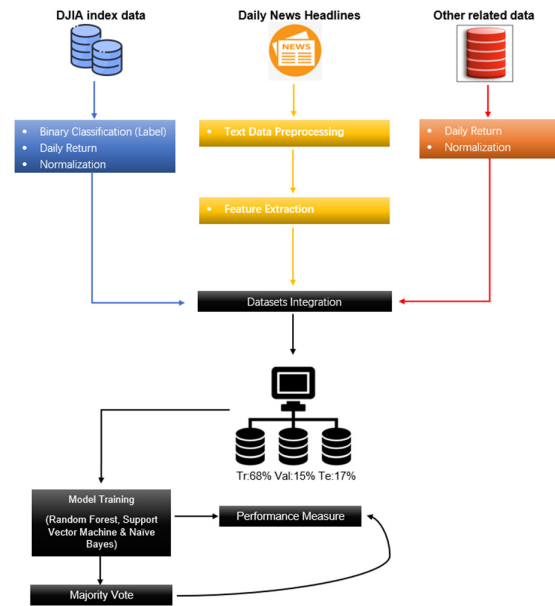 DJIA index data
Daily News Headlines
Other related data
NEWS
• Binary Classification (Label)
• Daily Return
• Normalization
• Text Data Preprocessing
• Daily Return
• Normalization
• Feature Extraction
Datasets Integration
Tr:68% Val:15% Te:17%
Model Training
(Random Forest, Support
Vector Machine & Naïve
Bayes)
Performance Measure
Majority Vote